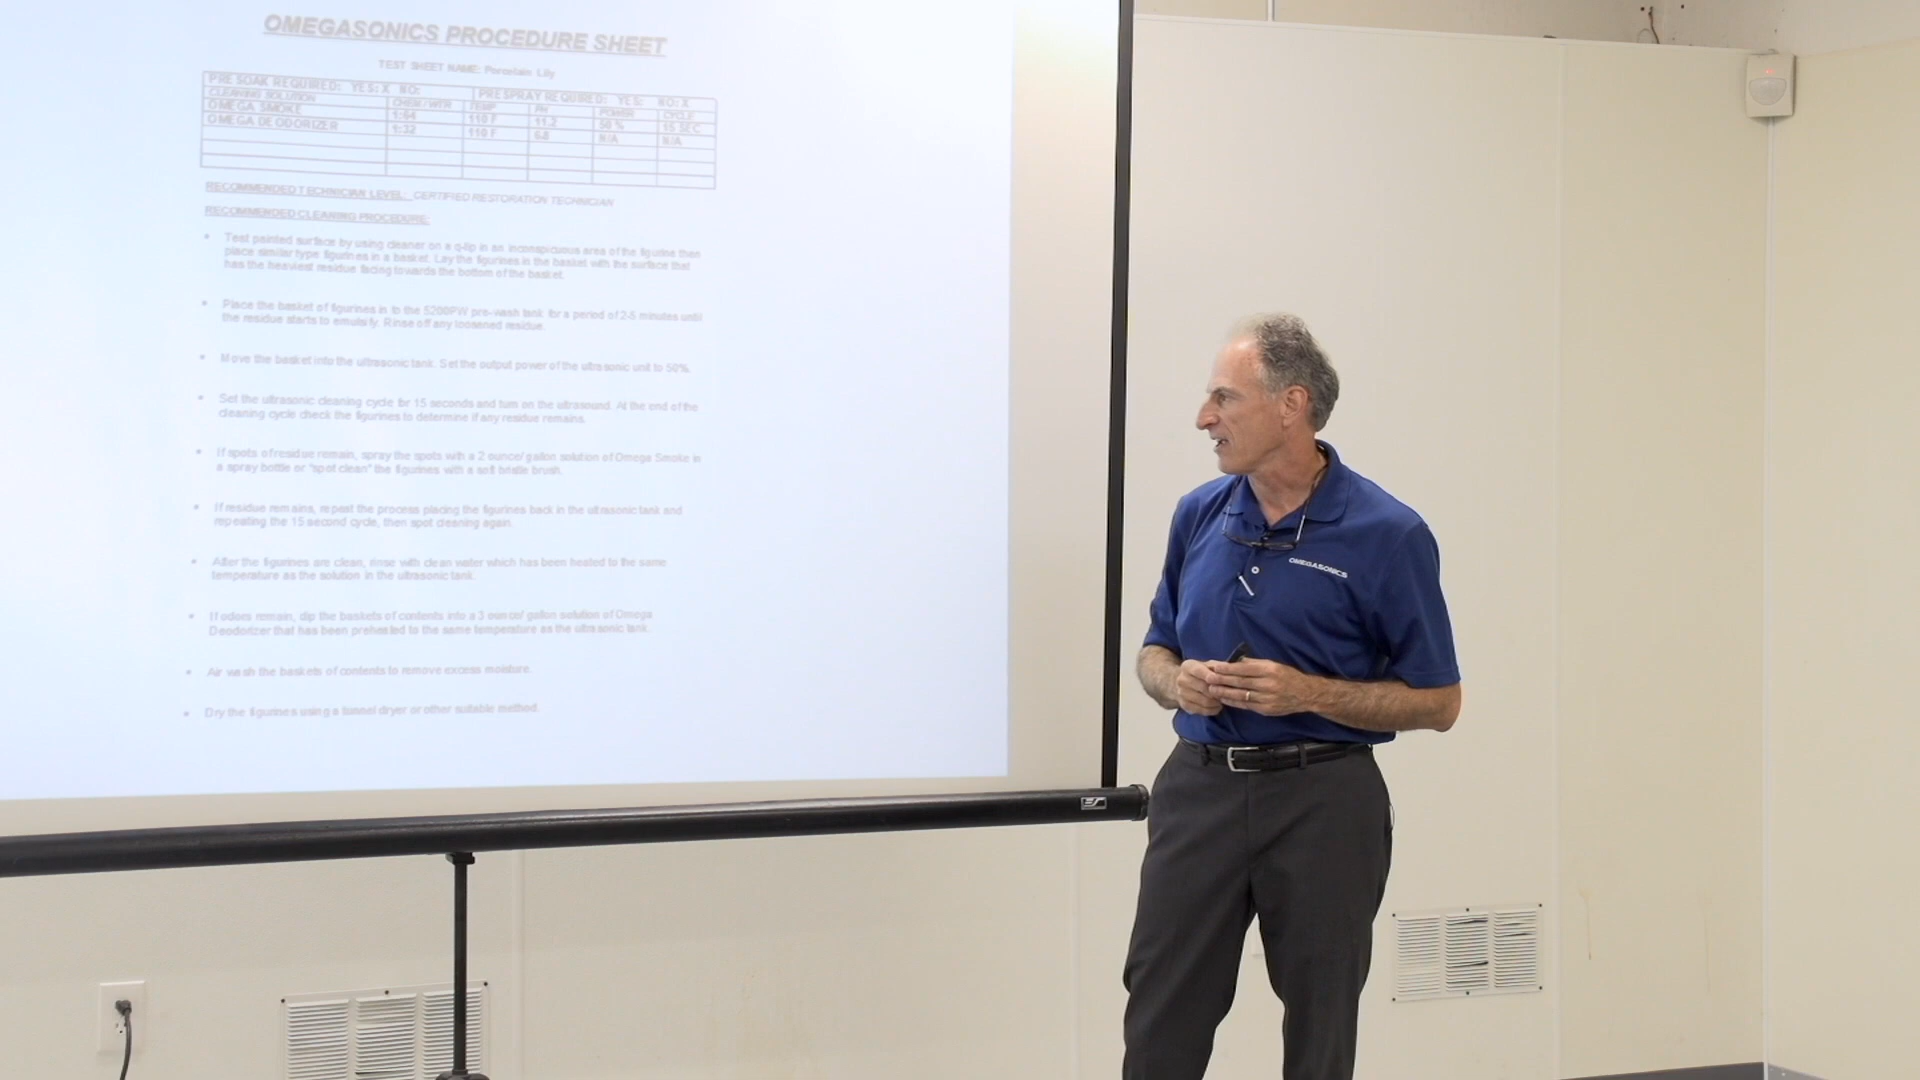 OMEGASONICS PROCEDURE SHEET
TEST SHEET NAME: Porcelain Lily
PRE SOAK REQUIRED: YES: X NO: PRE SPRAY REQUIRED: YES: NO: X
CLEANING SOLUTION CHEM / WTR TEMP PH POWER CYCLE
OMEGA SMOKE 1:64 110 F 11.2 50 % 15 SEC
OMEGA DEODORIZER 1:32 110 F 6.8 N/A N/A
RECOMMENDED TECHNICIAN LEVEL: CERTIFIED RESTORATION TECHNICIAN
RECOMMENDED CLEANING PROCEDURE:
• Test painted surface by using cleaner on a q-tip in an inconspicuous area of the figurine then
place similar type figurines in a basket. Lay the figurines in the basket with the surface that
has the heaviest residue facing towards the bottom of the basket.
• Place the basket of figurines in to the 5200PW pre-wash tank for a period of 2-5 minutes until
the residue starts to emulsify. Rinse off any loosened residue.
• Move the basket into the ultrasonic tank. Set the output power of the ultrasonic unit to 50%.
• Set the ultrasonic cleaning cycle for 15 seconds and turn on the ultrasound. At the end of the
cleaning cycle check the figurines to determine if any residue remains.
• If spots of residue remain, spray the spots with a 2 ounce/ gallon solution of Omega Smoke in
a spray bottle or "spot clean" the figurines with a soft bristle brush.
• If residue remains, repeat the process placing the figurines back in the ultrasonic tank and
repeating the 15 second cycle, then spot cleaning again.
• After the figurines are clean, rinse with clean water which has been heated to the same
temperature as the solution in the ultrasonic tank.
• If odors remain, dip the baskets of contents into a 3 ounce/ gallon solution of Omega
Deodorizer that has been preheated to the same temperature as the ultrasonic tank.
• Air wash the baskets of contents to remove excess moisture.
• Dry the figurines using a tunnel dryer or other suitable method.
OMEGASONICS
ES